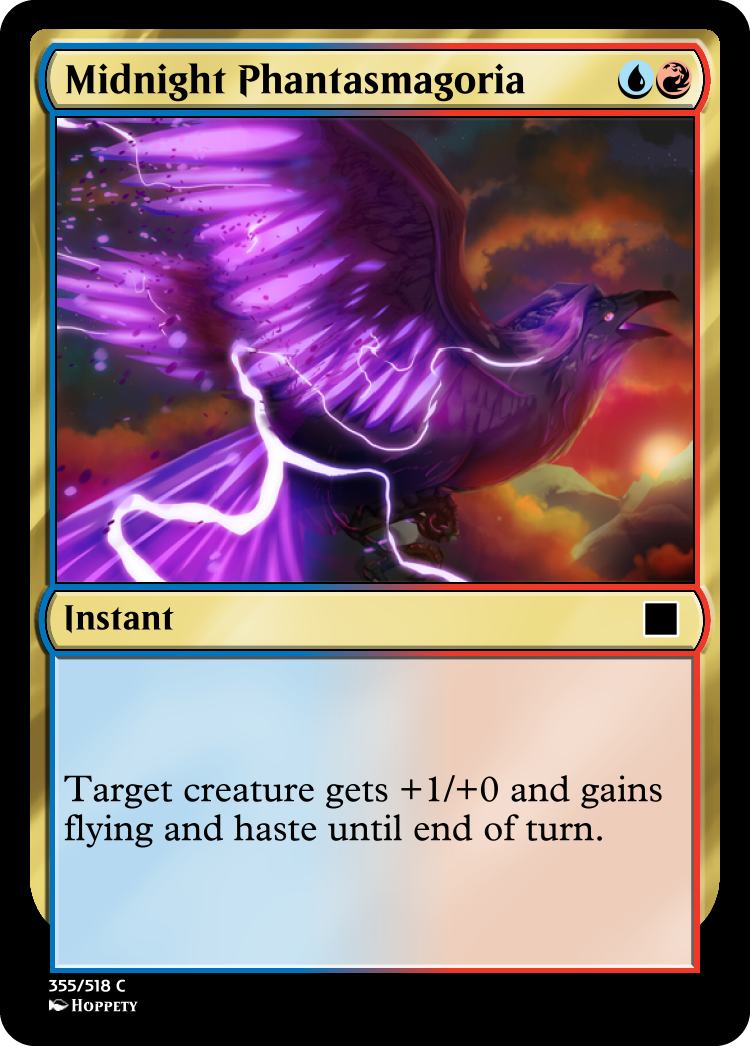 Midnight Phantasmagoria
Instant
Target creature gets +1/+0 and gains
flying and haste until end of turn.
355/518 C
Hoppety